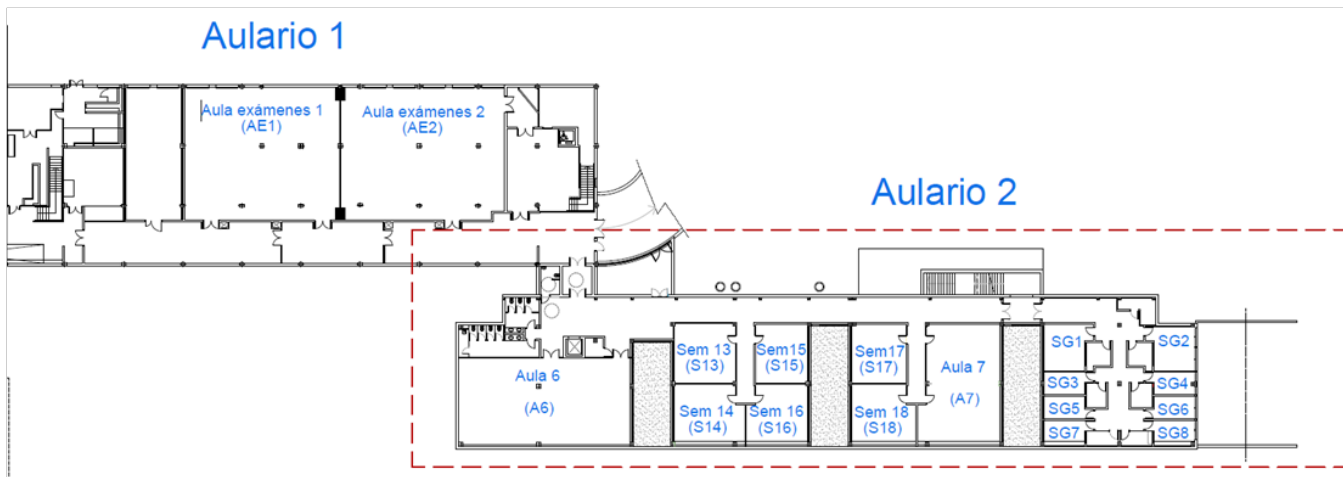 Aulario 1
Aula exámenes 1
(AE1)
Aula exámenes 2
(AE2)
Aulario 2
Aula 6
(A6)
Sem 13
(S13)
Sem 14
(S14)
Sem15
(S15)
Sem 16
(S16)
Sem17
(S17)
Sem 18
(S18)
Aula 7
(A7)
SG1
SG2
SG3
SG4
SG5
SG6
SG7
SG8